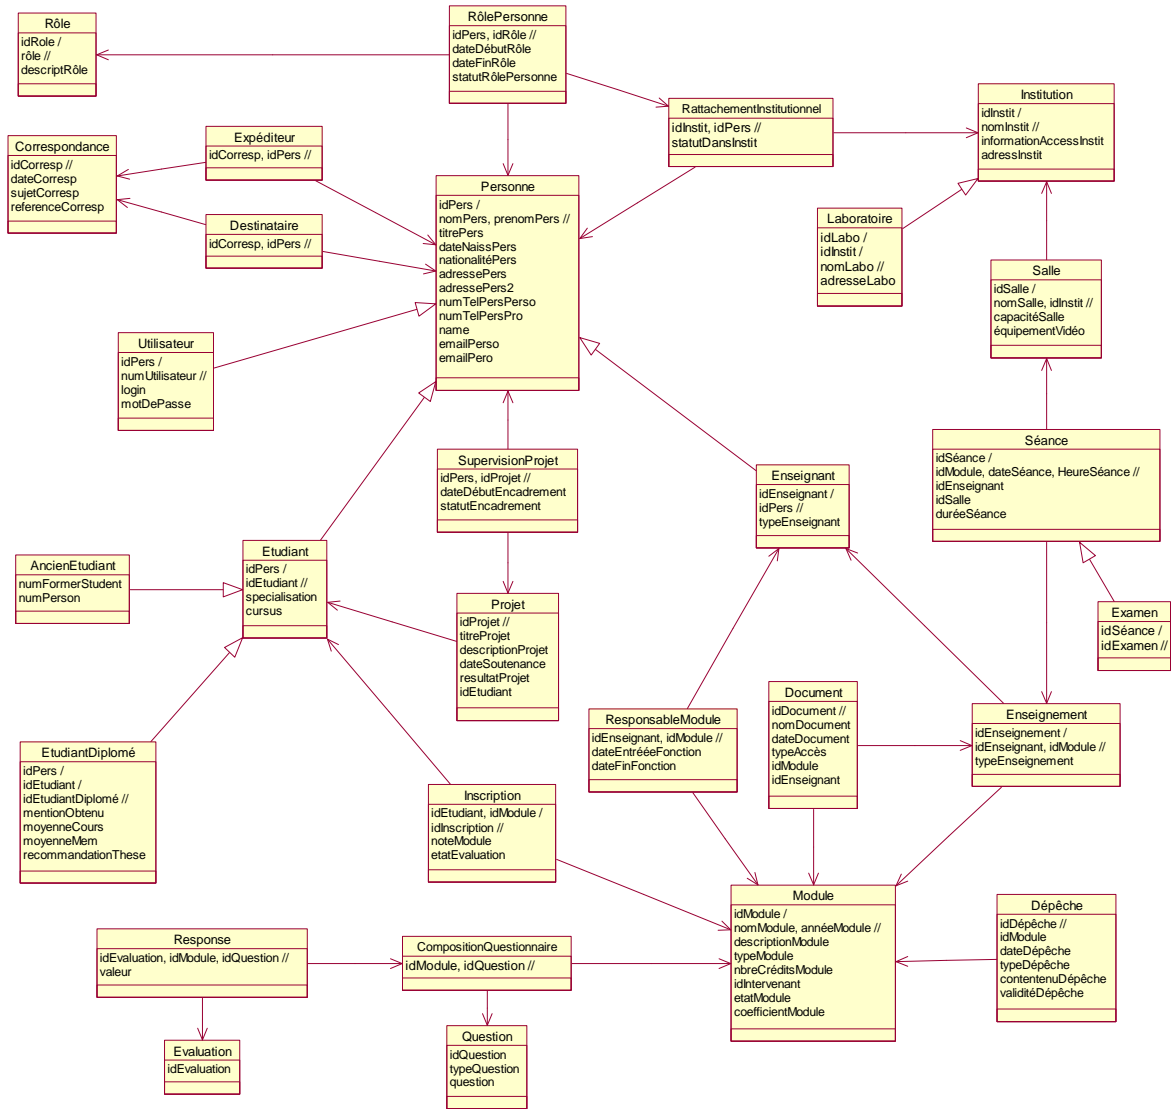 Rôle
idRole /
rôle //
descriptRôle
RôlePersonne
idPers, idRôle //
dateDébutRôle
dateFinRôle
statutRôlePersonne
RattachementInstitutionnel
idInstit, idPers //
statutDansInstit
Institution
idInstit /
nomInstit //
informationAccessInstit
adressInstit
Correspondance
idCorresp //
dateCorresp
sujetCorresp
referenceCorresp
Expéditeur
idCorresp, idPers //
Destinataire
idCorresp, idPers //
Personne
idPers /
nomPers, prenomPers //
titrePers
dateNaissPers
nationalitéPers
adressePers
adressePers2
numTelPersPerso
numTelPersPro
name
emailPerso
emailPero
Laboratoire
idLabo /
idInstit /
nomLabo //
adresseLabo
Salle
idSalle /
nomSalle, idInstit //
capacitéSalle
équipementVidéo
Utilisateur
idPers /
numUtilisateur //
login
motDePasse
SupervisionProjet
idPers, idProjet //
dateDébutEncadrement
statutEncadrement
Enseignant
idEnseignant /
idPers //
typeEnseignant
Séance
idSéance /
idModule, dateSéance, HeureSéance //
idEnseignant
idSalle
duréeSéance
AncienEtudiant
numFormerStudent
numPerson
Etudiant
idPers /
idEtudiant //
specialisation
cursus
Projet
idProjet //
titreProjet
descriptionProjet
dateSoutenance
resultatProjet
idEtudiant
Examen
idSéance /
idExamen //
EtudiantDiplomé
idPers /
idEtudiant /
idEtudiantDiplomé //
mentionObtenu
moyenneCours
moyenneMem
recommandationThese
ResponsableModule
idEnseignant, idModule //
dateEntrééeFonction
dateFinFonction
Document
idDocument //
nomDocument
dateDocument
typeAccès
idModule
idEnseignant
Enseignement
idEnseignement /
idEnseignant, idModule //
typeEnseignement
Inscription
idEtudiant, idModule /
idInscription //
noteModule
etatEvaluation
Module
idModule /
nomModule, annéeModule //
descriptionModule
typeModule
nbreCréditsModule
idIntervenant
etatModule
coefficientModule
Dépêche
idDépêche //
idModule
dateDépêche
typeDépêche
contentenuDépêche
validitéDépêche
Response
idEvaluation, idModule, idQuestion //
valeur
CompositionQuestionnaire
idModule, idQuestion //
Evaluation
idEvaluation
Question
idQuestion
typeQuestion
question